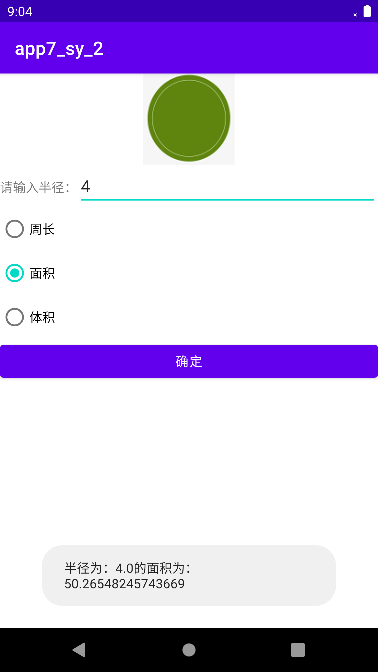 9:04
app7_sy_2
请输入半径: 4
周长
面积
体积
确定
半径为：4.0的面积为：
50.26548245743669